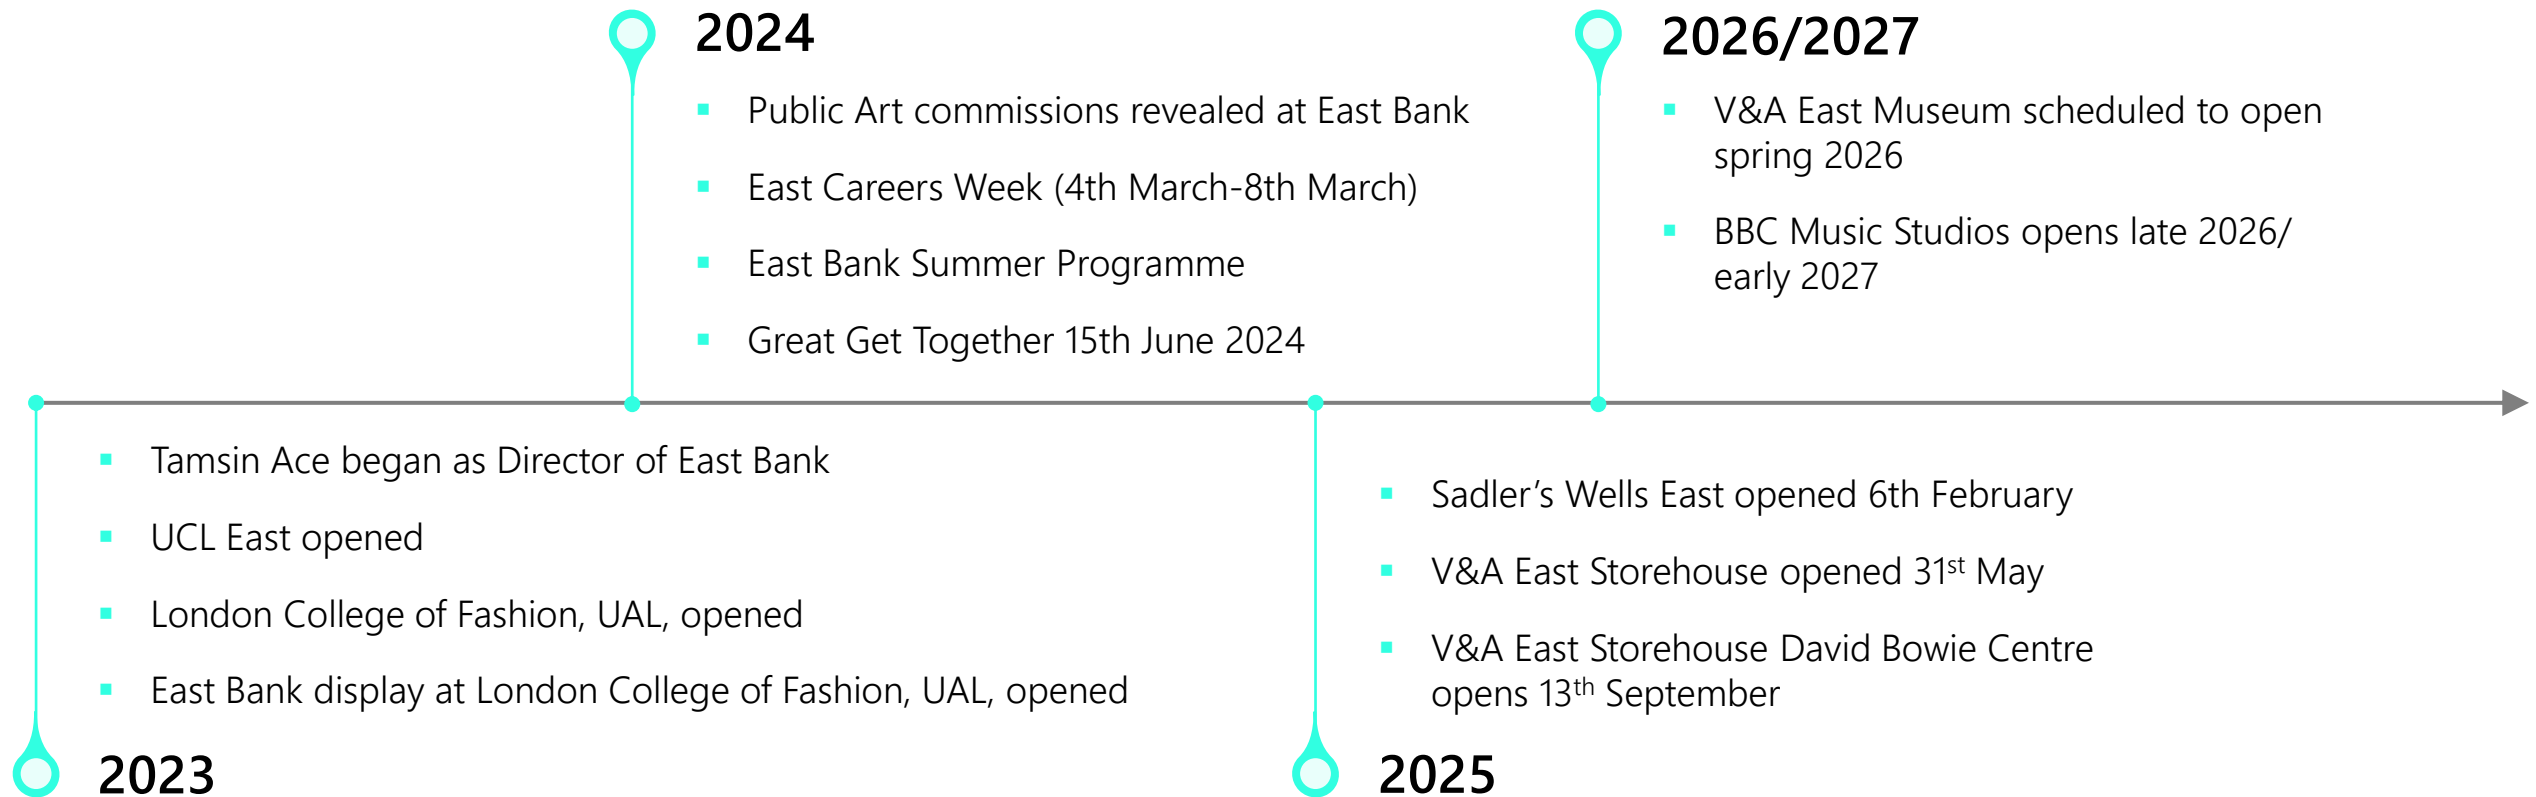 2024
Public Art commissions revealed at East Bank
East Careers Week (4th March-8th March)
East Bank Summer Programme
Great Get Together 15th June 2024
2026/2027
V&A East Museum scheduled to open
spring 2026
BBC Music Studios opens late 2026/
early 2027
Tamsin Ace began as Director of East Bank
UCL East opened
London College of Fashion, UAL, opened
East Bank display at London College of Fashion, UAL, opened
2023
Sadler’s Wells East opened 6th February
V&A East Storehouse opened 31st May
V&A East Storehouse David Bowie Centre
opens 13th September
2025